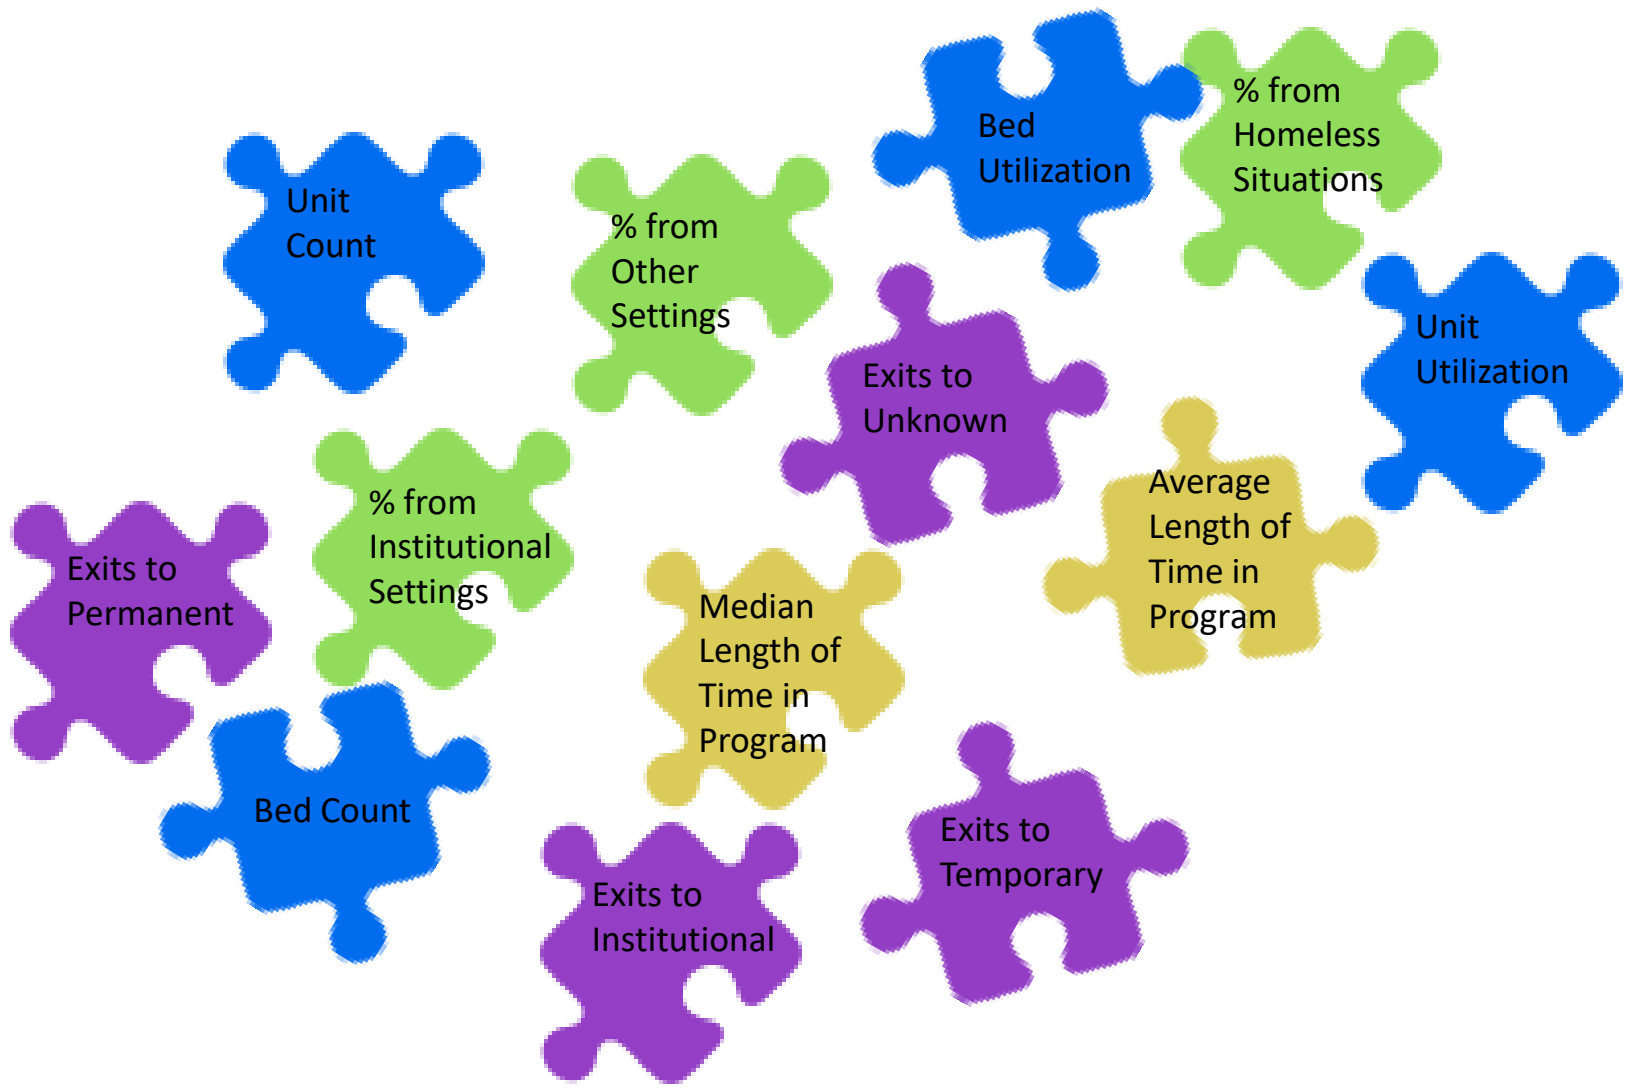 Bed
Utilization
% from
Homeless
Situations
Unit
Count
% from
Other
Settings
Unit
Utilization
Exits to
Unknown
Average
Length of
Time in
Program
% from
Institutional
Settings
Exits to
Permanent
Median
Length of
Time in
Program
Bed Count
Exits to
Temporary
Exits to
Institutional